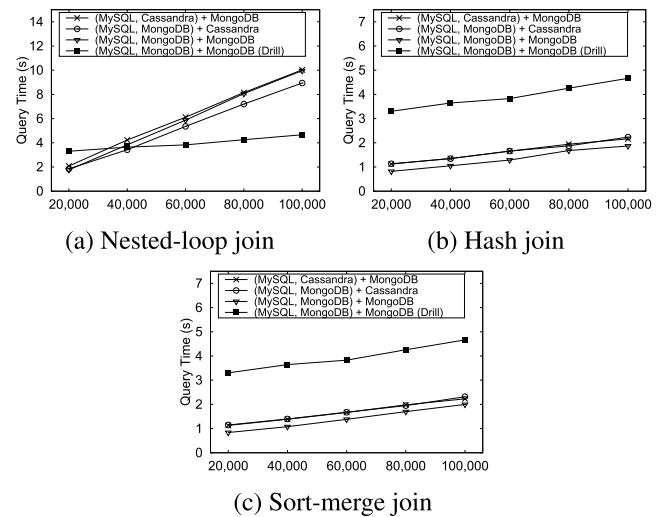 (MySQL, Cassandra) + MongoDB
(MySQL, MongoDB) + Cassandra
(MySQL, MongoDB) + MongoDB
(MySQL, MongoDB) + MongoDB (Drill)
Query Time (s)
14
12
10
8
6
4
2
0
20,000 40,000 60,000 80,000 100,000
(a) Nested-loop join
(MySQL, Cassandra) + MongoDB
(MySQL, MongoDB) + Cassandra
(MySQL, MongoDB) + MongoDB
(MySQL, MongoDB) + MongoDB (Drill)
Query Time (s)
7
6
5
4
3
2
1
0
20,000 40,000 60,000 80,000 100,000
(b) Hash join
(MySQL, Cassandra) + MongoDB
(MySQL, MongoDB) + Cassandra
(MySQL, MongoDB) + MongoDB
(MySQL, MongoDB) + MongoDB (Drill)
Query Time (s)
7
6
5
4
3
2
1
0
20,000 40,000 60,000 80,000 100,000
(c) Sort-merge join